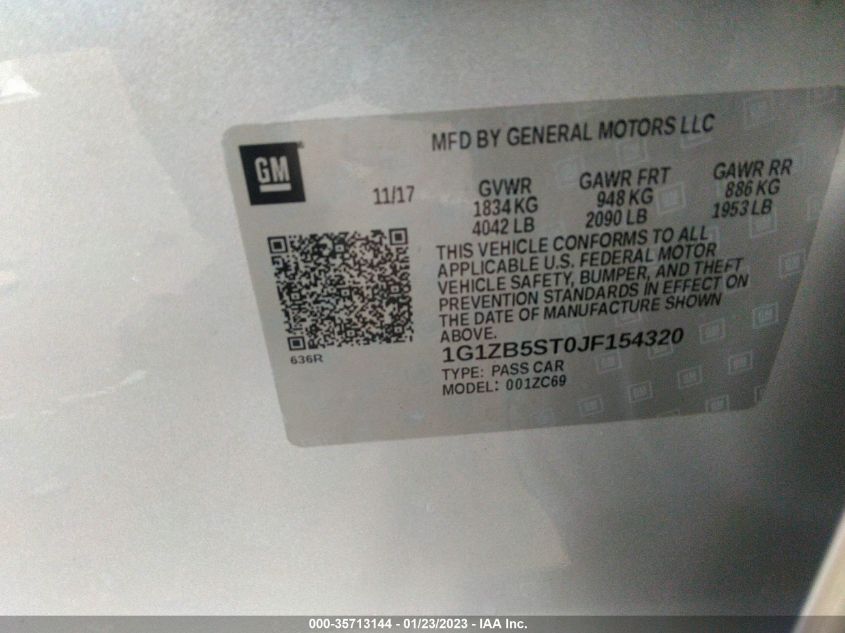 MFD BY GENERAL MOTORS LLC
GM
11/17
GVWR
1834 KG
4042 LB
GAWR FRT
948 KG
2090 LB
GAWR RR
886 KG
1953 LB
THIS VEHICLE CONFORMS TO ALL
APPLICABLE U.S. FEDERAL MOTOR
VEHICLE SAFETY, BUMPER, AND THEFT
PREVENTION STANDARDS IN EFFECT ON
THE DATE OF MANUFACTURE SHOWN
ABOVE.
636R
1G1ZB5ST0JF154320
TYPE: PASS CAR
MODEL: 001ZC69
000-35713144 - 01/23/2023 - IAA Inc.